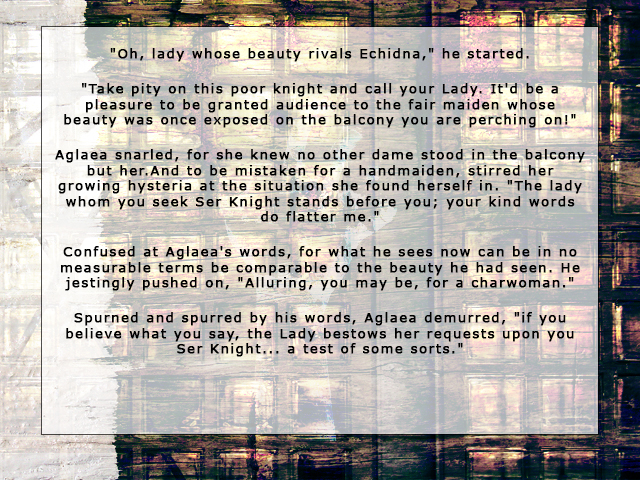 "Oh, lady whose beauty rivals Echidna," he started.
"Take pity on this poor knight and call your Lady. It'd be a
pleasure to be granted audience to the fair maiden whose
beauty was once exposed on the balcony you are perching on!"
Aglaea snarled, for she knew no other dame stood in the balcony
but her.And to be mistaken for a handmaiden, stirred her
growing hysteria at the situation she found herself in. "The lady
whom you seek Ser Knight stands before you; your kind words
do flatter me."
Confused at Aglaea's words, for what he sees now can be in no
measurable terms be comparable to the beauty he had seen. He
jestingly pushed on, "Alluring, you may be, for a charwoman."
Spurned and spurred by his words, Aglaea demurred, "if you
believe what you say, the Lady bestows her requests upon you
Ser Knight... a test of some sorts."